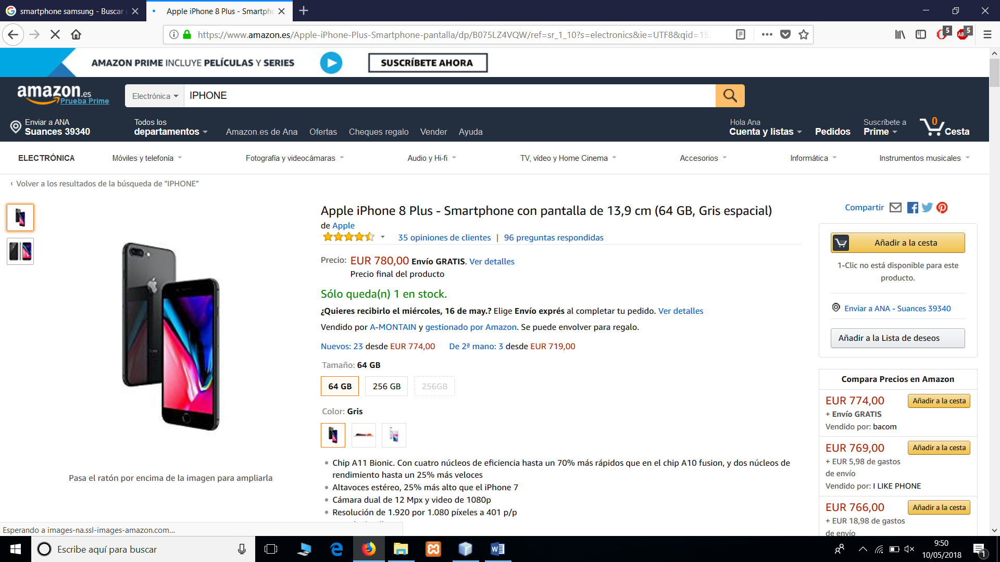 smartphone samsung - Buscar
Apple iPhone 8 Plus - Smartpho
https://www.amazon.es/Apple-iPhone-Plus-Smartphone-pantalla/dp/B075LZ4VQW/ref=sr_1_10?s=electronics&ie=UTF8&qid=15
5
ABP
5
AMAZON PRIME INCLUYE PELÍCULAS Y SERIES
SUSCRÍBETE AHORA
amazon.es
Prueba Prime
Electrónica
IPHONE
Enviar a ANA
Suances 39340
Todos los
departamentos
Amazon.es de Ana
Ofertas
Cheques regalo
Vender
Ayuda
Hola Ana
Cuenta y listas
Pedidos
Suscríbete a
Prime
0
Cesta
ELECTRÓNICA
Móviles y telefonía
Fotografía y videocámaras
Audio y Hi-fi
TV, vídeo y Home Cinema
Accesorios
Informática
Instrumentos musicales
‹ Volver a los resultados de la búsqueda de "IPHONE"
Apple iPhone 8 Plus - Smartphone con pantalla de 13,9 cm (64 GB, Gris espacial)
de Apple
35 opiniones de clientes | 96 preguntas respondidas
Precio: EUR 780,00 Envío GRATIS. Ver detalles
Precio final del producto
Sólo queda(n) 1 en stock.
¿Quieres recibirlo el miércoles, 16 de may.? Elige Envío exprés al completar tu pedido. Ver detalles
Vendido por A-MONTAIN y gestionado por Amazon. Se puede envolver para regalo.
Nuevos: 23 desde EUR 774,00 De 2ª mano: 3 desde EUR 719,00
Tamaño: 64 GB
64 GB
256 GB
256GB
Color: Gris
Pasa el ratón por encima de la imagen para ampliarla
Chip A11 Bionic. Con cuatro núcleos de eficiencia hasta un 70% más rápidos que en el chip A10 fusion, y dos núcleos de
rendimiento hasta un 25% más veloces
Altavoces estéreo, 25% más alto que el iPhone 7
Cámara dual de 12 Mpx y video de 1080p
Resolución de 1.920 por 1.080 píxeles a 401 p/p
Compartir
Añadir a la cesta
1-Clic no está disponible para este
producto.
Enviar a ANA - Suances 39340
Añadir a la Lista de deseos
Compara Precios en Amazon
EUR 774,00
Añadir a la cesta
+ Envío GRATIS
Vendido por: bacom
EUR 769,00
Añadir a la cesta
+ EUR 5,98 de gastos
de envío
Vendido por: I LIKE PHONE
EUR 766,00
Añadir a la cesta
+ EUR 18,98 de gastos
de envío
Esperando a images-na.ssl-images-amazon.com...
Escribe aquí para buscar
9:50
10/05/2018
1